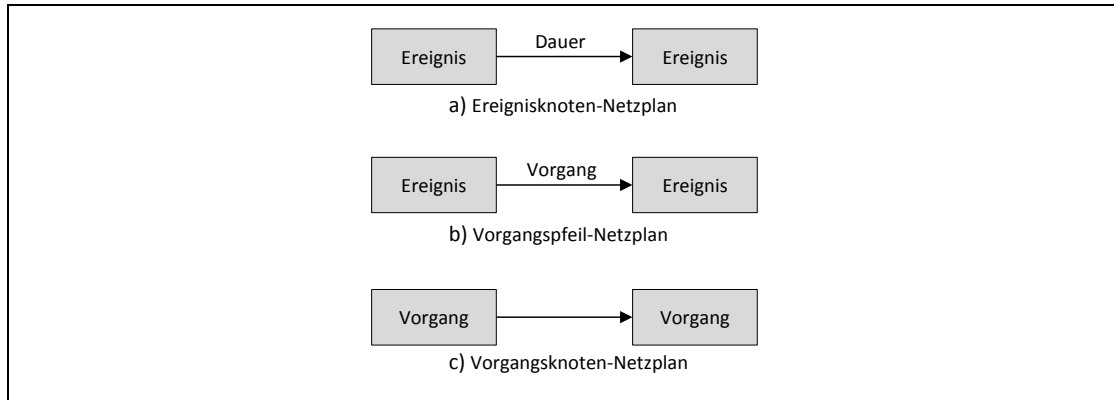 Dauer
Ereignis Ereignis
a) Ereignisknoten-Netzplan
Vorgang
Ereignis Ereignis
b) Vorgangspfeil-Netzplan
Vorgang Vorgang
c) Vorgangsknoten-Netzplan